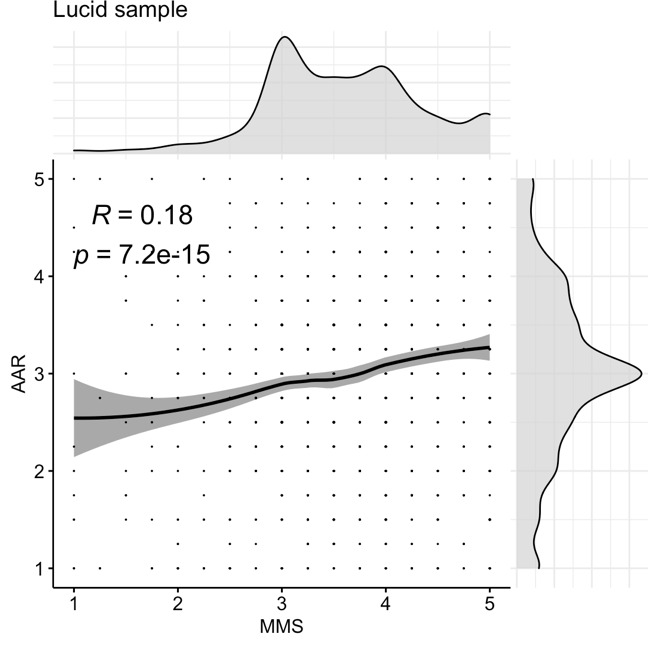 Lucid sample
5
R = 0.18
p = 7.2e-15
4
AAR
3
2
1
1 2 3 4 5
MMS